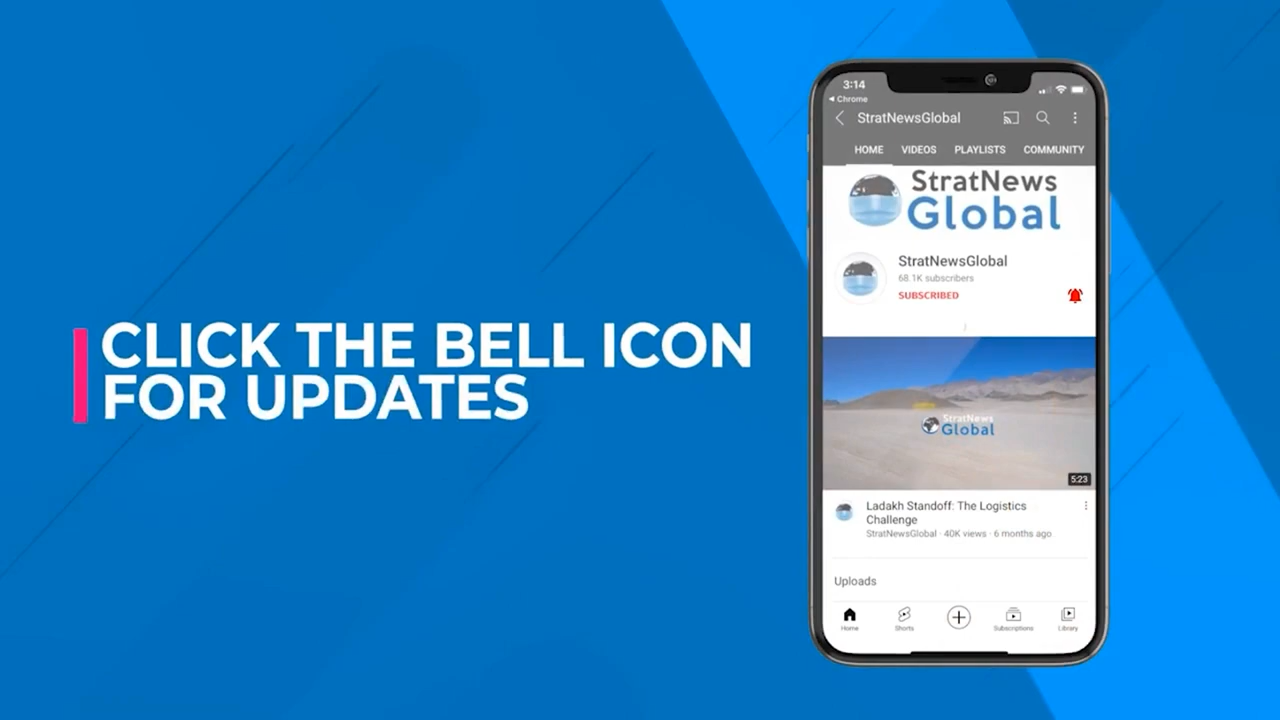 CLICK THE BELL ICON
FOR UPDATES
3:14
Chrome
StratNewsGlobal
HOME VIDEOS PLAYLISTS COMMUNITY
StratNews
Global
StratNewsGlobal
68.1K subscribers
SUBSCRIBED
StratNews
Global
5:23
Ladakh Standoff: The Logistics
Challenge
StratNewsGlobal · 40K views · 6 months ago
Uploads
Home Shorts Subscriptions Library